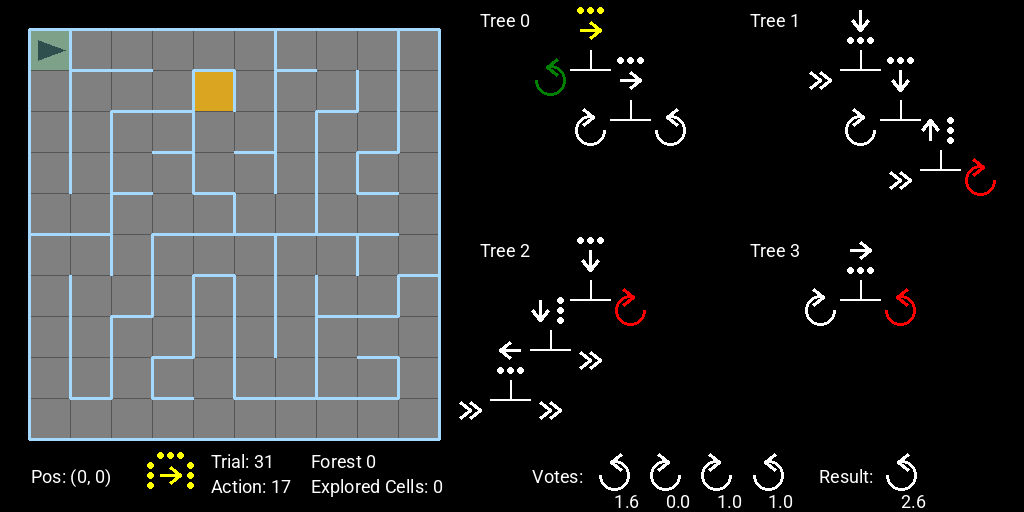 Tree 0
Tree 1
Tree 2
Tree 3
Pos: (0, 0)
Trial: 31
Forest 0
Action: 17
Explored Cells: 0
Votes:
1.6
0.0
1.0
1.0
Result:
2.6